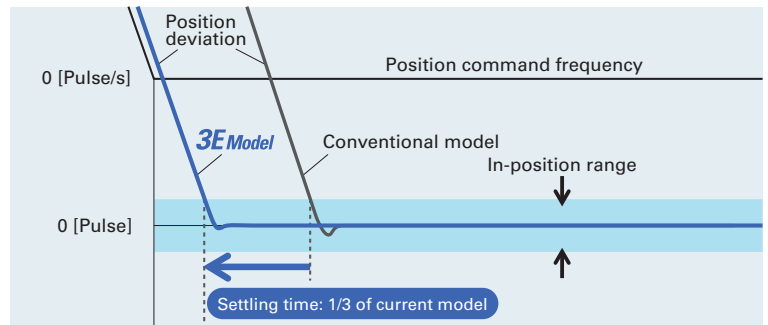 Position
deviation
Position command frequency
0 [Pulse/s]
3E Model
Conventional model
In-position range
0 [Pulse]
Settling time: 1/3 of current model